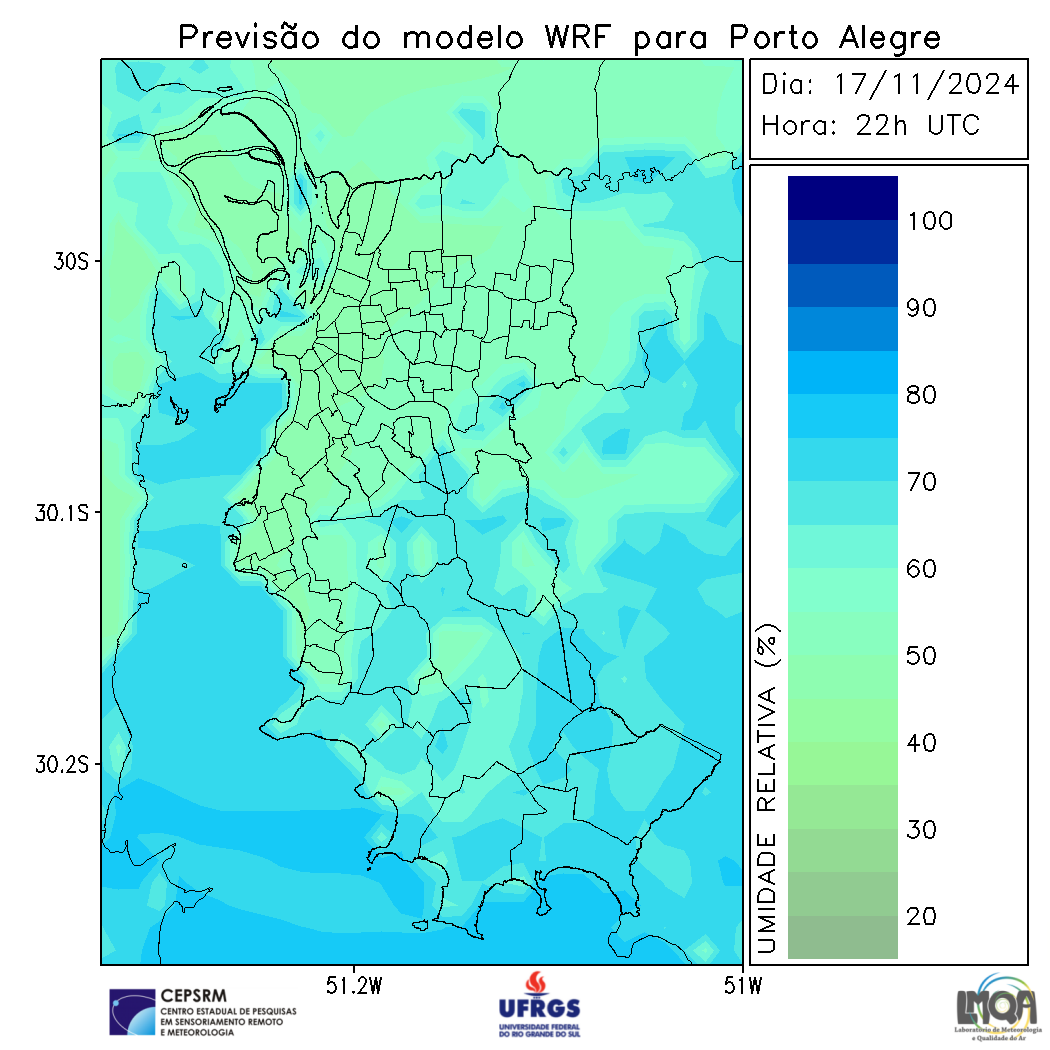 Previsão do modelo WRF para Porto Alegre
Dia: 17/11/2024
Hora: 22h UTC
100
90
80
70
60
50
40
30
20
UMIDADE RELATIVA (%)
30S
30.1S
30.2S
51.2W
51W
CEPSRM
CENTRO ESTADUAL DE PESQUISAS
EM SENSORIAMENTO REMOTO
E METEOROLOGIA
UFRGS
UNIVERSIDADE FEDERAL
DO RIO GRANDE DO SUL
LMQA
Laboratório de Meteorologia
e Qualidade do Ar